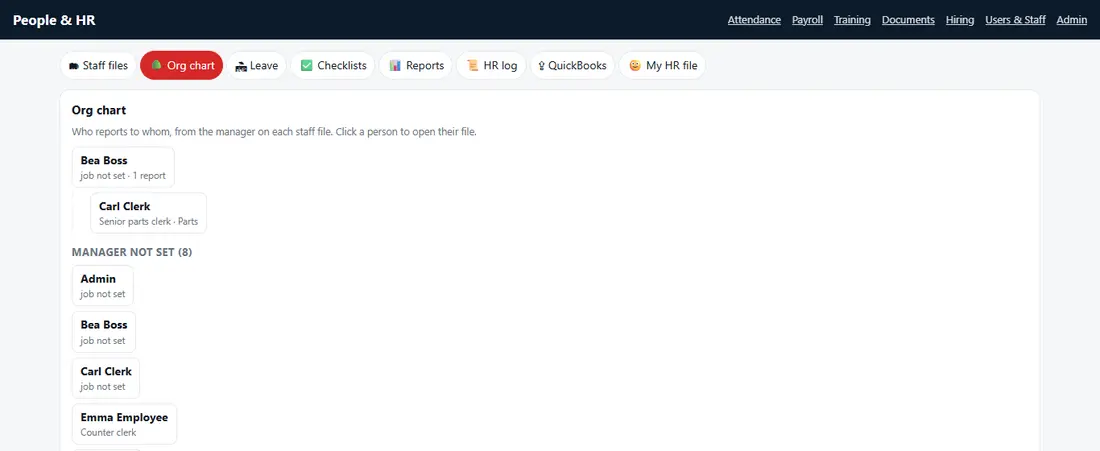 People & HR
Attendance Payroll Training Documents Hiring Users & Staff Admin
Staff files Org chart Leave Checklists Reports HR log QuickBooks My HR file
Org chart
Who reports to whom, from the manager on each staff file. Click a person to open their file.
Bea Boss
job not set · 1 report
Carl Clerk
Senior parts clerk · Parts
MANAGER NOT SET (8)
Admin
job not set
Bea Boss
job not set
Carl Clerk
job not set
Emma Employee
Counter clerk